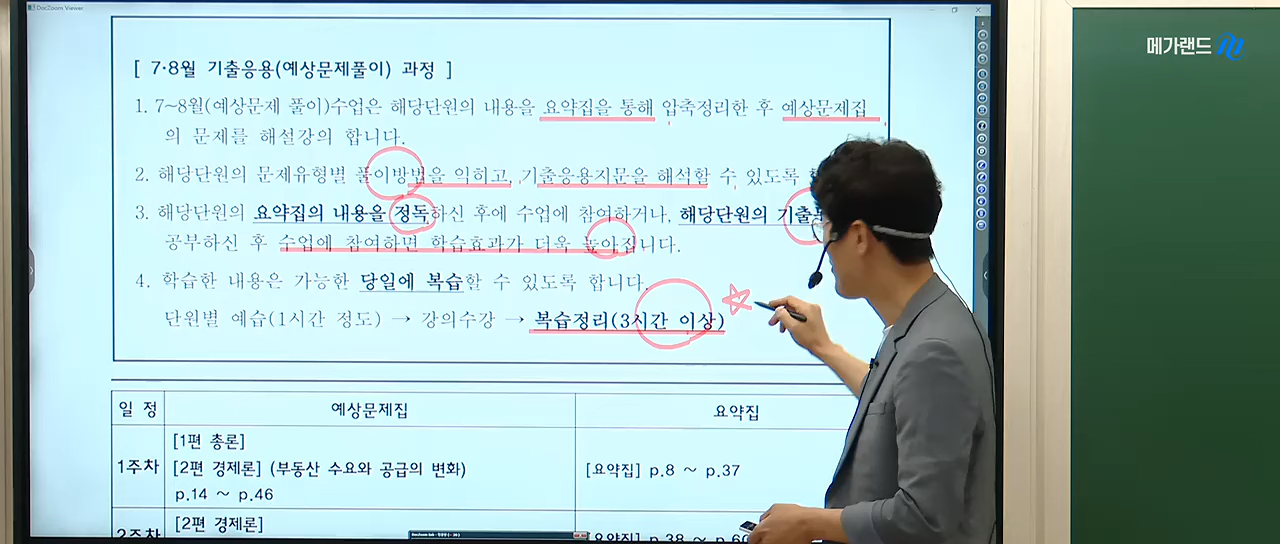 DocZoom Viewer
메가랜드
[ 7·8월 기출응용(예상문제풀이) 과정 ]
1. 7~8월(예상문제 풀이)수업은 해당단원의 내용을 요약집을 통해 압축정리한 후 예상문제집
의 문제를 해설강의 합니다.
2. 해당단원의 문제유형별 풀이방법을 익히고, 기출응용지문을 해석할 수 있도록
3. 해당단원의 요약집의 내용을 정독하신 후에 수업에 참여하거나, 해당단원의 기출
공부하신 후 수업에 참여하면 학습효과가 더욱 높아집니다.
4. 학습한 내용은 가능한 당일에 복습할 수 있도록 합니다.
단원별 예습(1시간 정도) → 강의수강 → 복습정리(3시간 이상)
일 정 예상문제집 요약집
1주차
[1편 총론]
[2편 경제론] (부동산 수요와 공급의 변화)
p.14 ~ p.46
[요약집] p.8 ~ p.37
2주차
[2편 경제론]
[요약집] p.38 ~ p.60